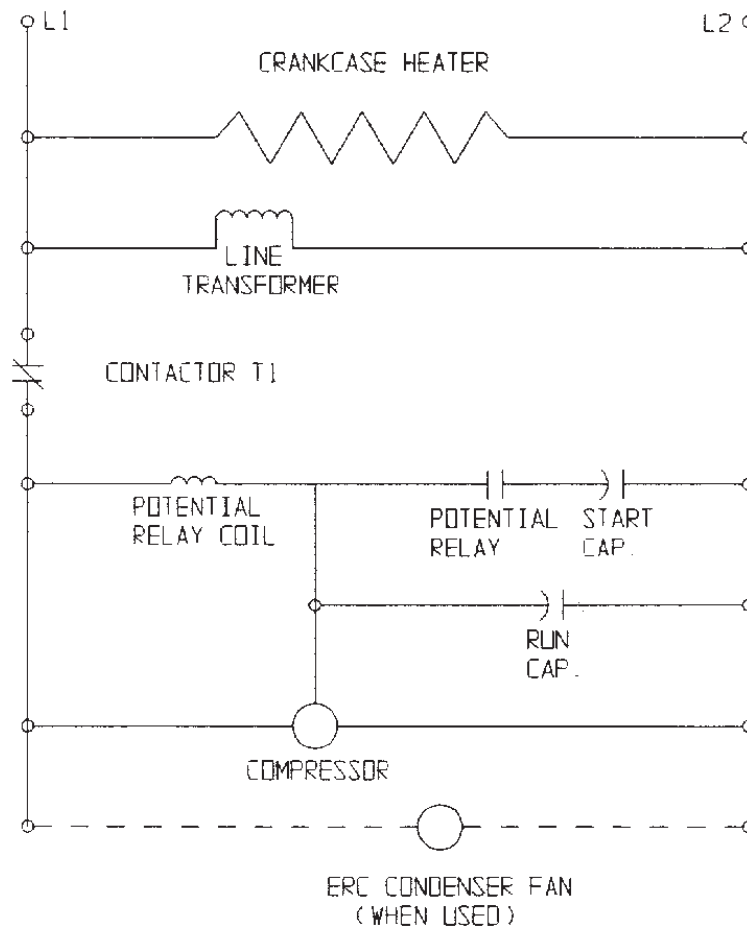 L1
L2
CRANKCASE HEATER
LINE
TRANSFORMER
CONTACTOR T1
POTENTIAL
RELAY COIL
POTENTIAL
RELAY
START
CAP.
RUN
CAP.
COMPRESSOR
ERC CONDENSER FAN
(WHEN USED)